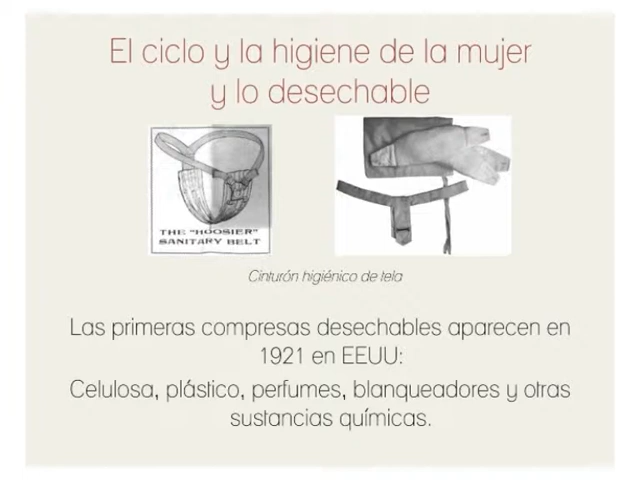 El ciclo y la higiene de la mujer
y lo desechable
THE "HOOSIER"
SANITARY BELT
Cinturón higiénico de tela
Las primeras compresas desechables aparecen en
1921 en EEUU:
Celulosa, plástico, perfumes, blanqueadores y otras
sustancias químicas.